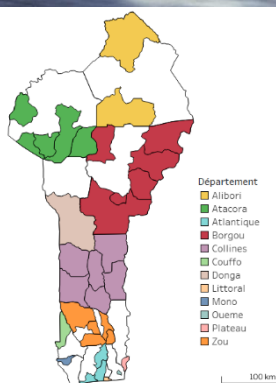 Département
Alibori
Atacora
Atlantique
Borgou
Collines
Couffo
Donga
Littoral
Mono
Oueme
Plateau
Zou
100 km